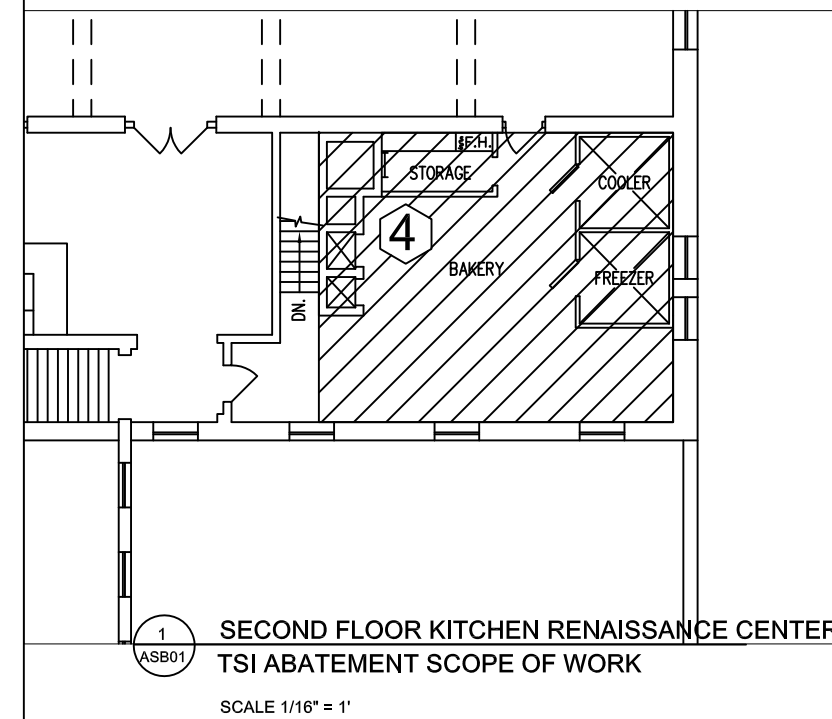 F.H.
STORAGE
COOLER
4
BAKERY
FREEZER
DN.
1
ASB01
SECOND FLOOR KITCHEN RENAISSANCE CENTER
TSI ABATEMENT SCOPE OF WORK
SCALE 1/16" = 1'